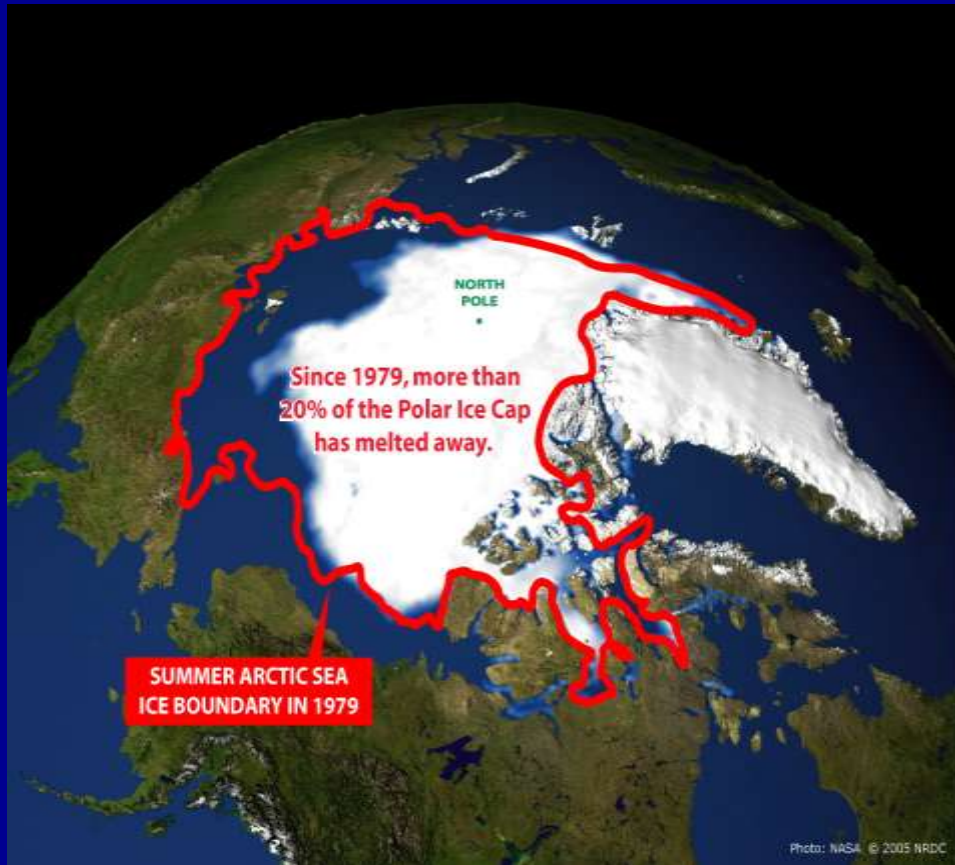 NORTH
POLE
Since 1979, more than
20% of the Polar Ice Cap
has melted away.
SUMMER ARCTIC SEA
ICE BOUNDARY IN 1979
Photo: NASA © 2005 NRDC